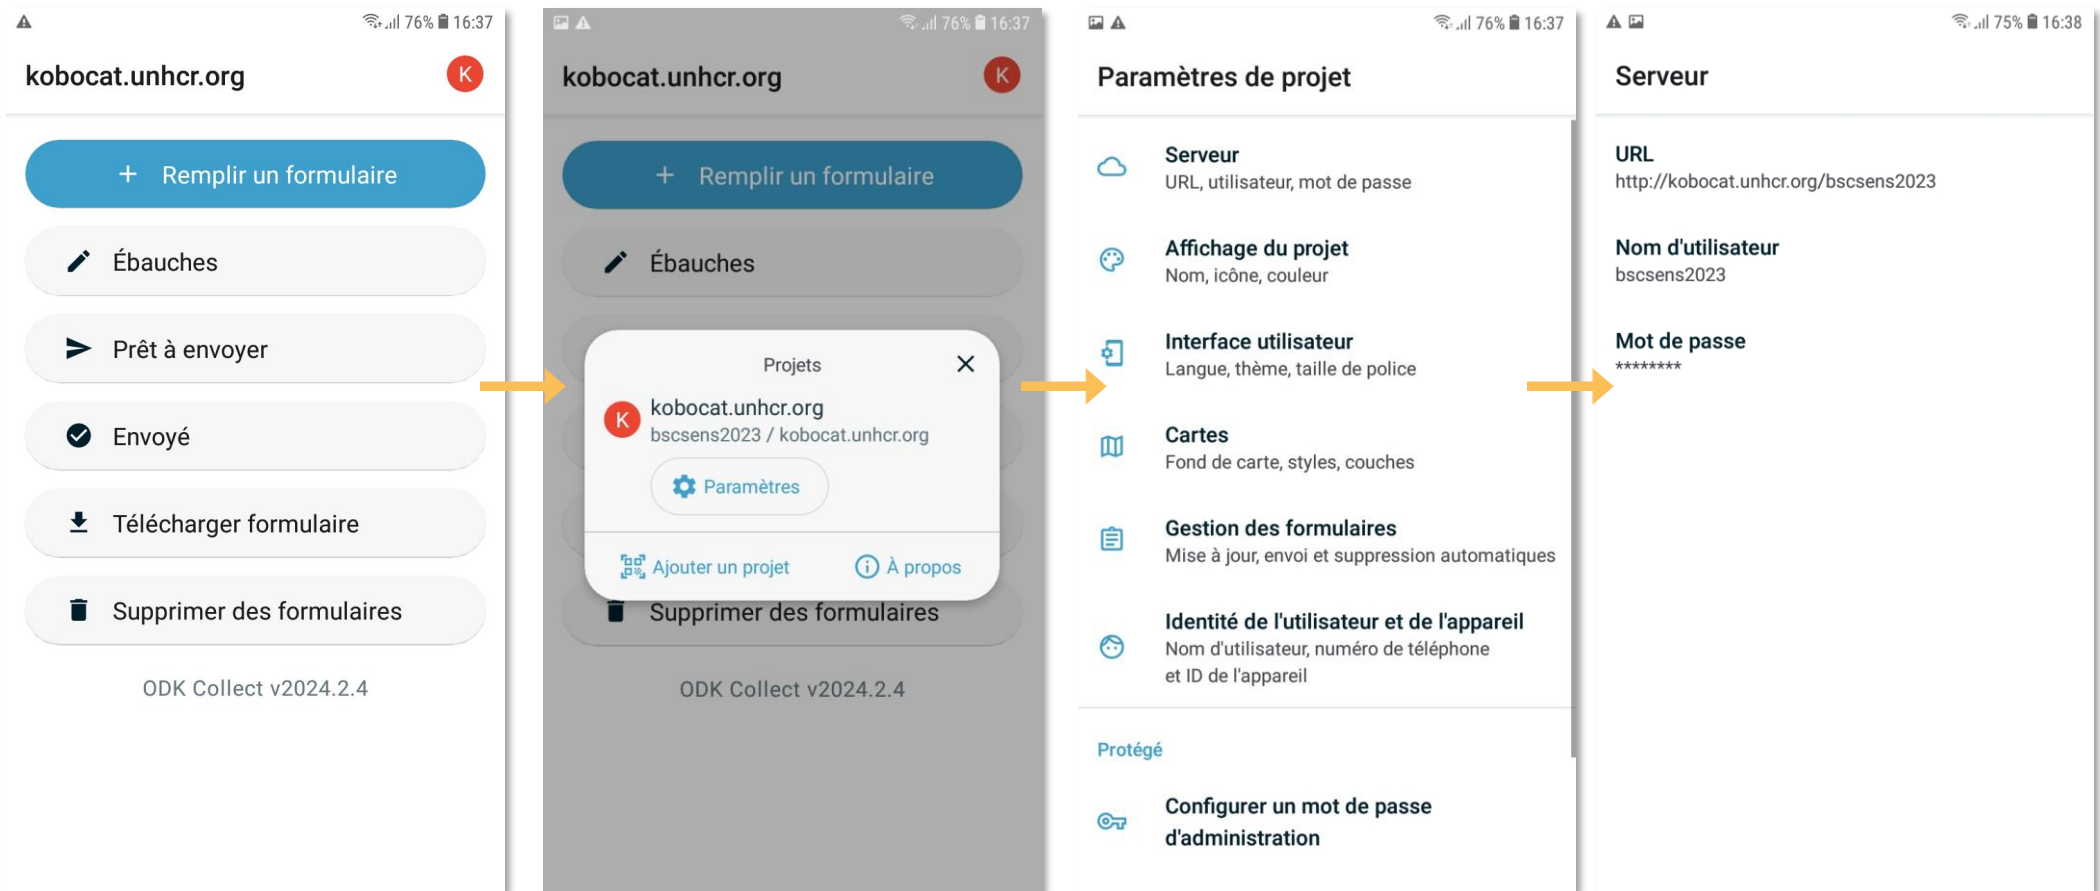 76% 16:37
kobocat.unhcr.org
K
+ Remplir un formulaire
Ébauches
Prêt à envoyer
Envoyé
Télécharger formulaire
Supprimer des formulaires
ODK Collect v2024.2.4
76% 16:37
kobocat.unhcr.org
K
+ Remplir un formulaire
Ébauches
Projets
K
kobocat.unhcr.org
bscsens2023 / kobocat.unhcr.org
Paramètres
Ajouter un projet
À propos
Supprimer des formulaires
ODK Collect v2024.2.4
76% 16:37
Paramètres de projet
Serveur
URL, utilisateur, mot de passe
Affichage du projet
Nom, icône, couleur
Interface utilisateur
Langue, thème, taille de police
Cartes
Fond de carte, styles, couches
Gestion des formulaires
Mise à jour, envoi et suppression automatiques
Identité de l'utilisateur et de l'appareil
Nom d'utilisateur, numéro de téléphone
et ID de l'appareil
Protégé
Configurer un mot de passe
d'administration
75% 16:38
Serveur
URL
http://kobocat.unhcr.org/bscsens2023
Nom d'utilisateur
bscsens2023
Mot de passe
********